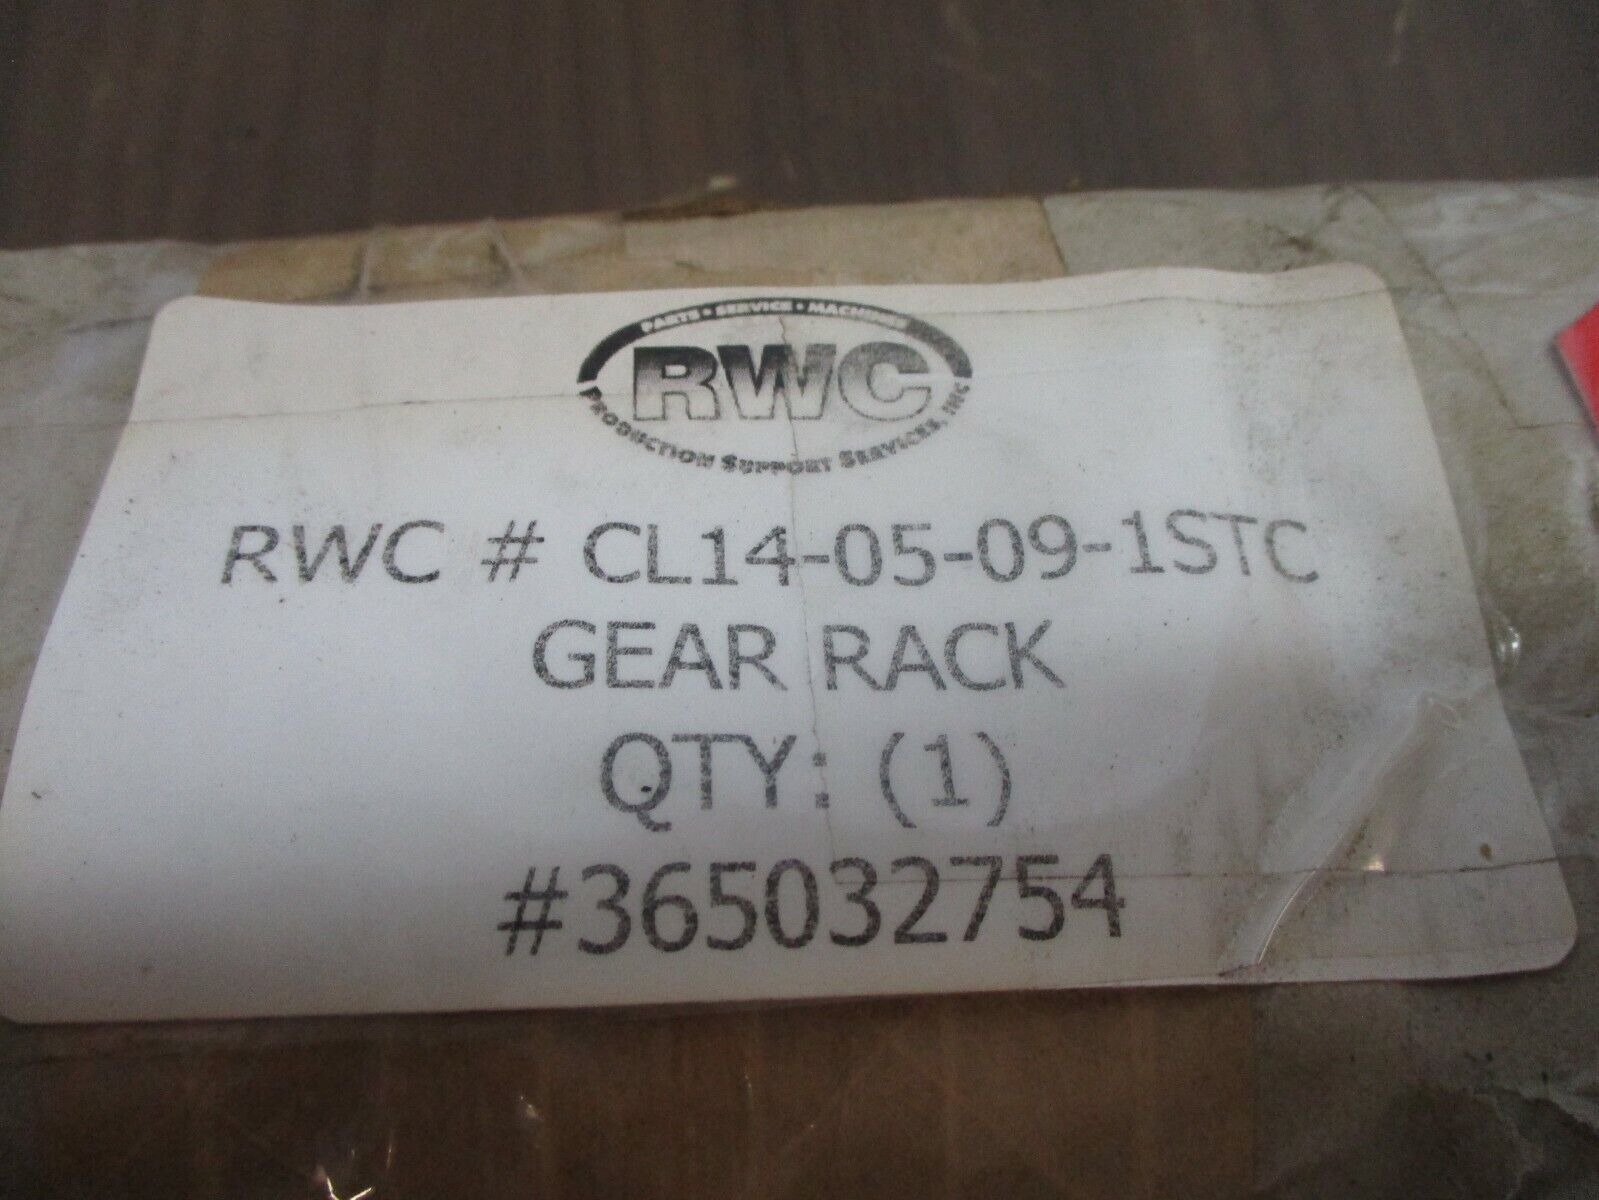 PARTS • SERVICE • MACHINES
RWC
PRODUCTION SUPPORT SERVICES, INC
RWC # CL14-05-09-1STC
GEAR RACK
QTY: (1)
#365032754